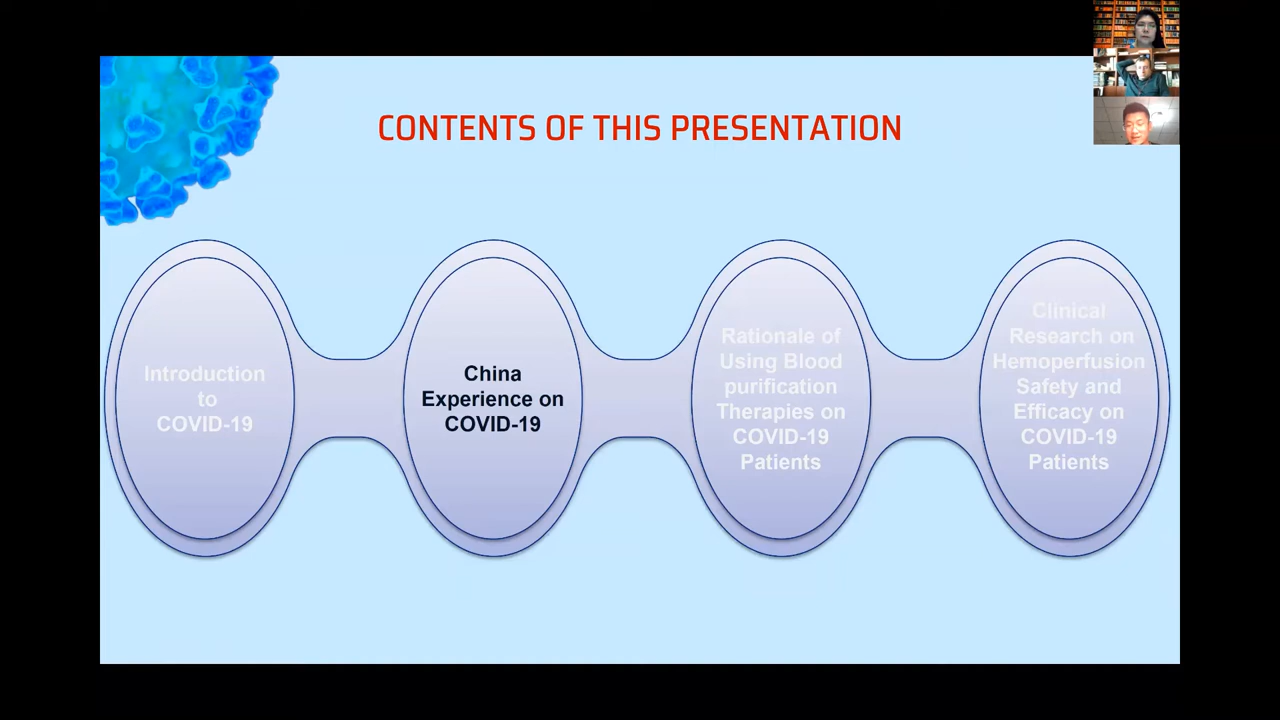 CONTENTS OF THIS PRESENTATION
Introduction
to
COVID-19
China
Experience on
COVID-19
Rationale of
Using Blood
purification
Therapies on
COVID-19
Patients
Clinical
Research on
Hemoperfusion
Safety and
Efficacy on
COVID-19
Patients